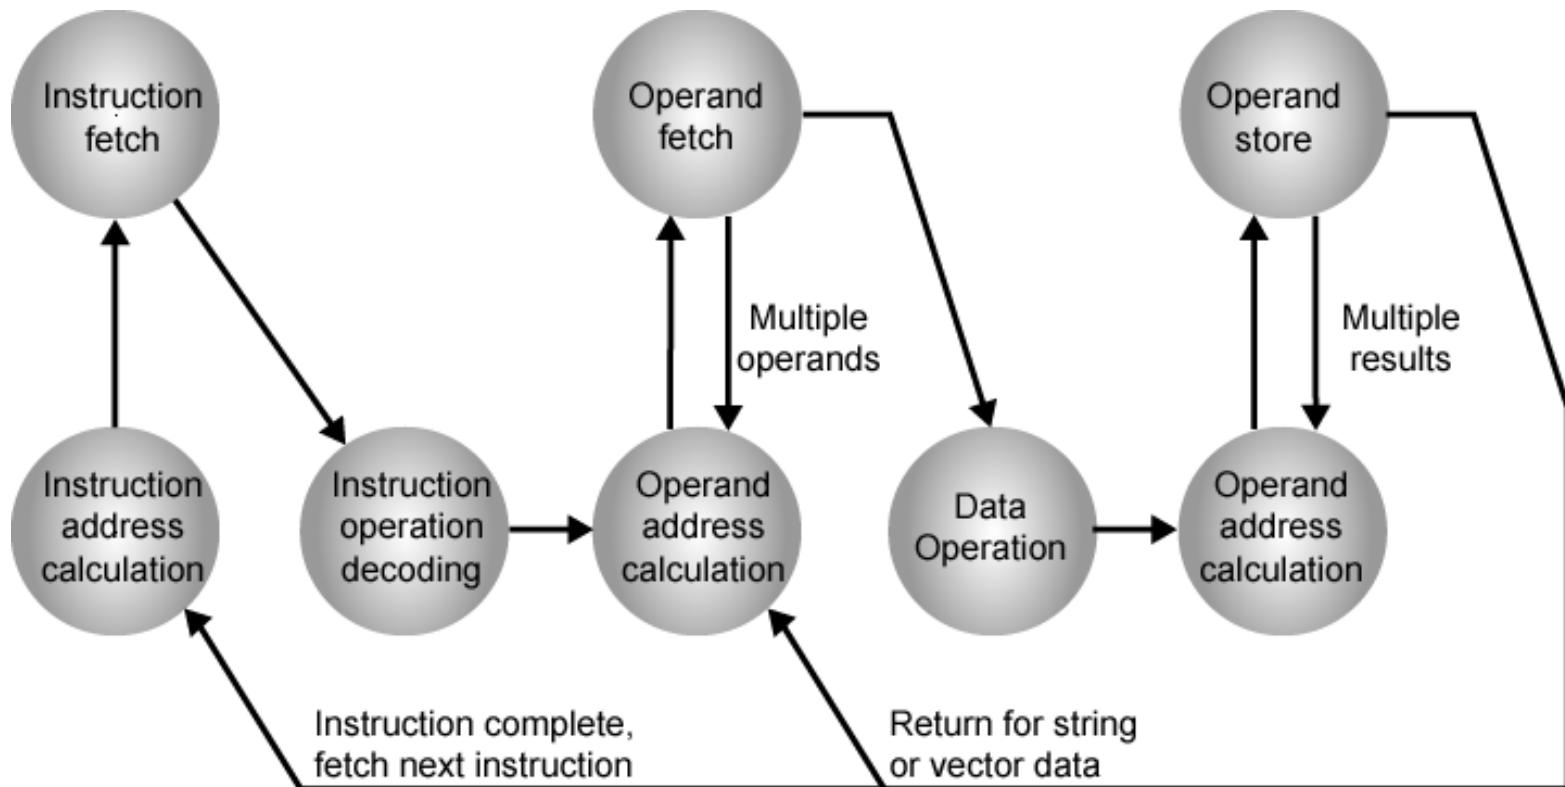 Instruction
fetch
Operand
fetch
Operand
store
Multiple
operands
Multiple
results
Instruction
address
calculation
Instruction
operation
decoding
Operand
address
calculation
Data
Operation
Operand
address
calculation
Instruction complete,
fetch next instruction
Return for string
or vector data